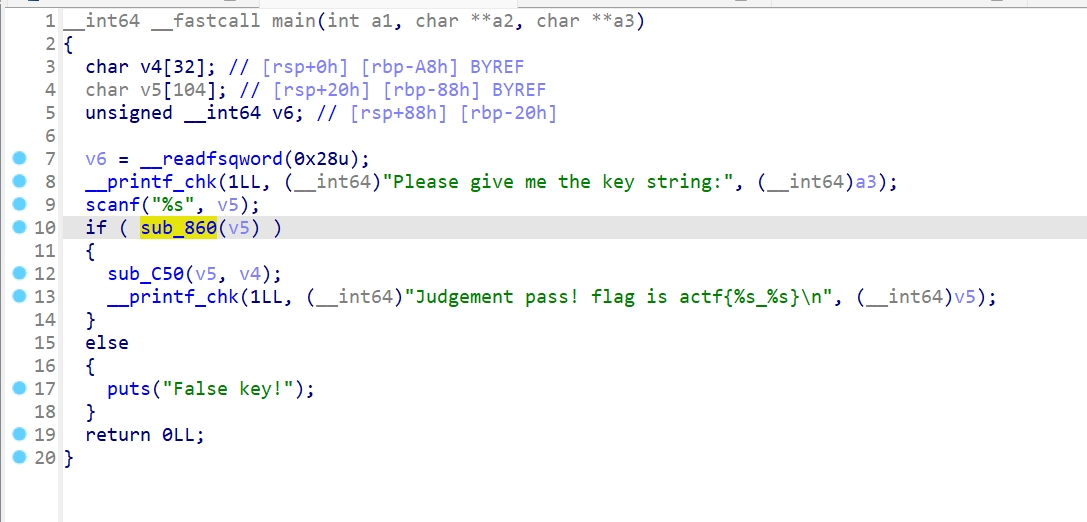 1 __int64 __fastcall main(int a1, char **a2, char **a3)
2 {
3   char v4[32]; // [rsp+0h] [rbp-A8h] BYREF
4   char v5[104]; // [rsp+20h] [rbp-88h] BYREF
5   unsigned __int64 v6; // [rsp+88h] [rbp-20h]
6
7   v6 = __readfsqword(0x28u);
8   __printf_chk(1LL, (__int64)"Please give me the key string:", (__int64)a3);
9   scanf("%s", v5);
10   if ( sub_860(v5) )
11   {
12     sub_C50(v5, v4);
13     __printf_chk(1LL, (__int64)"Judgement pass! flag is actf{%s_%s}\n", (__int64)v5);
14   }
15   else
16   {
17     puts("False key!");
18   }
19   return 0LL;
20 }